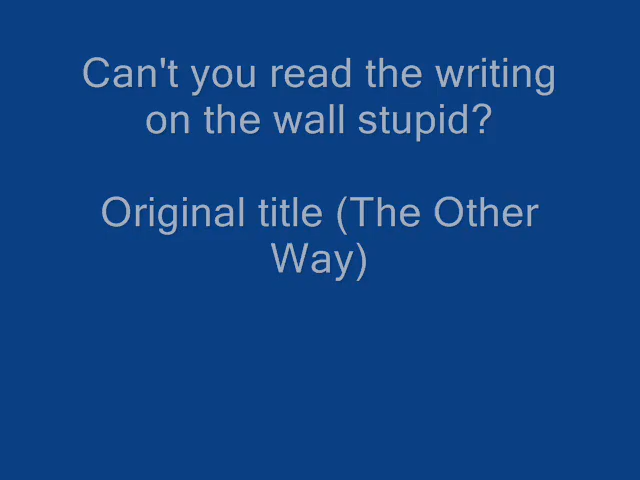 Can't you read the writing
on the wall stupid?
Original title (The Other
Way)